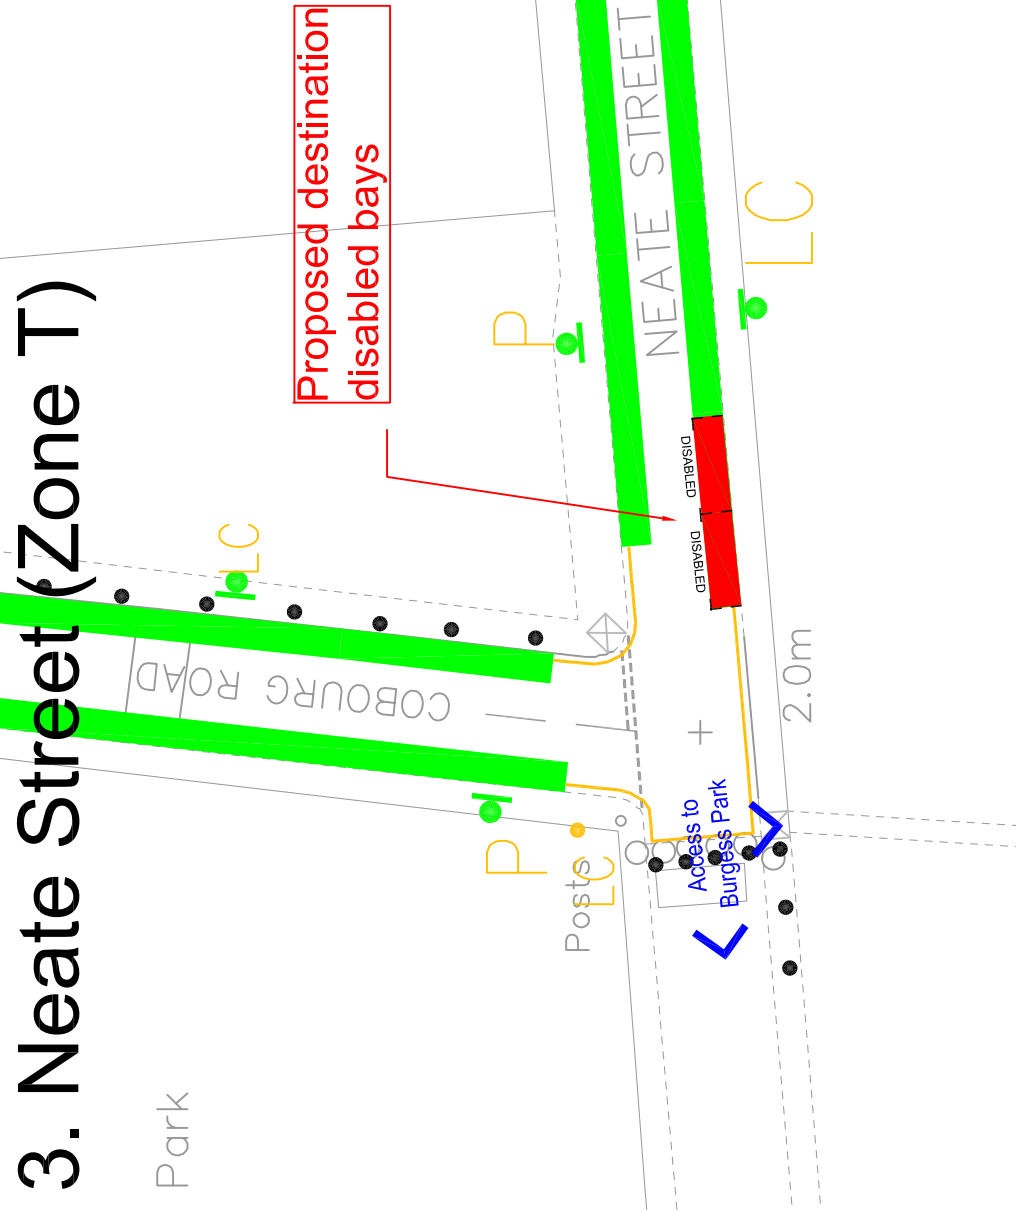 3. Neate Street (Zone T)
Proposed destination
disabled bays
NEATE STREET
COBOURG ROAD
DISABLED
DISABLED
P
LC
LC
P
LC
Posts
2.0m
Access to
Burgess Park
Park